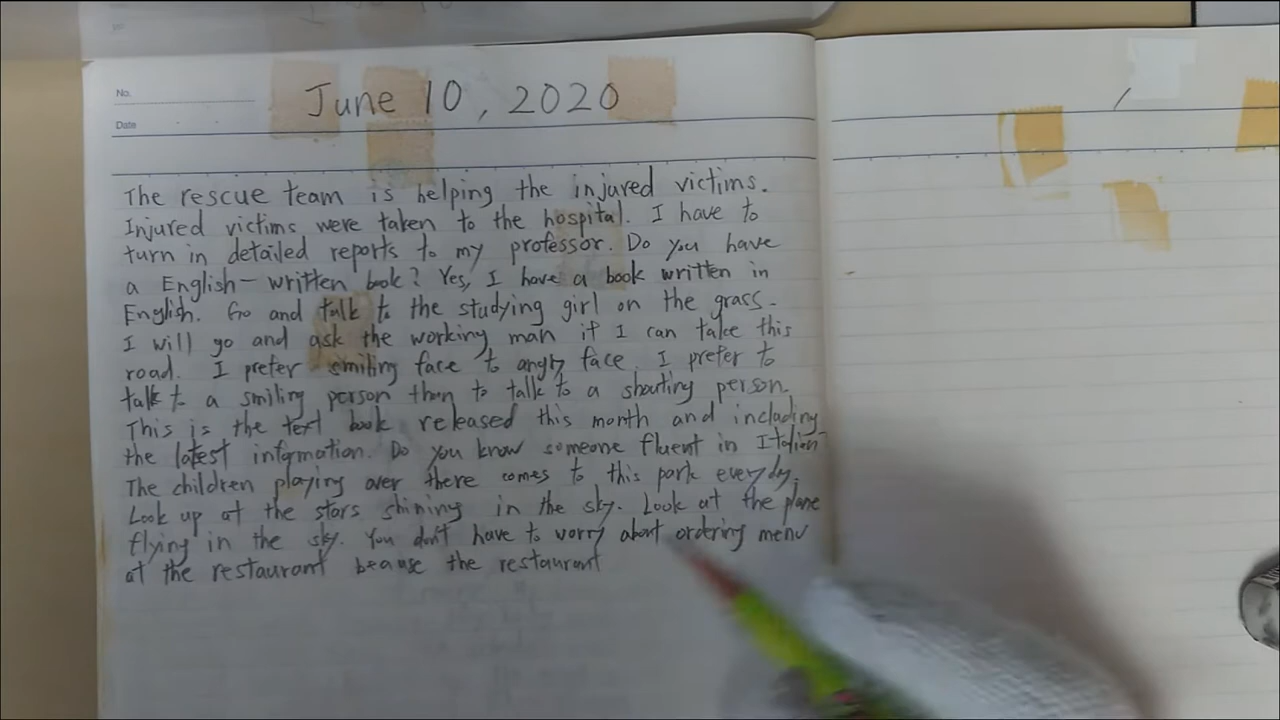 No.
June 10, 2020
Date
The rescue team is helping the injured victims.
Injured victims were taken to the hospital. I have to
turn in detailed reports to my professor. Do you have
a English-written book? Yes, I have a book written in
English. Go and talk to the studying girl on the grass.
I will go and ask the working man if I can take this
road. I prefer smiling face to angry face. I prefer to
talk to a smiling person than to talk to a shouting person.
This is the text book released this month and including
the latest information. Do you know someone fluent in Italian
The children playing over there comes to this park everyday.
Look up at the stars shining in the sky. Look at the plane
flying in the sky. You don't have to worry about ordering menu
at the restaurant beause the restaurant